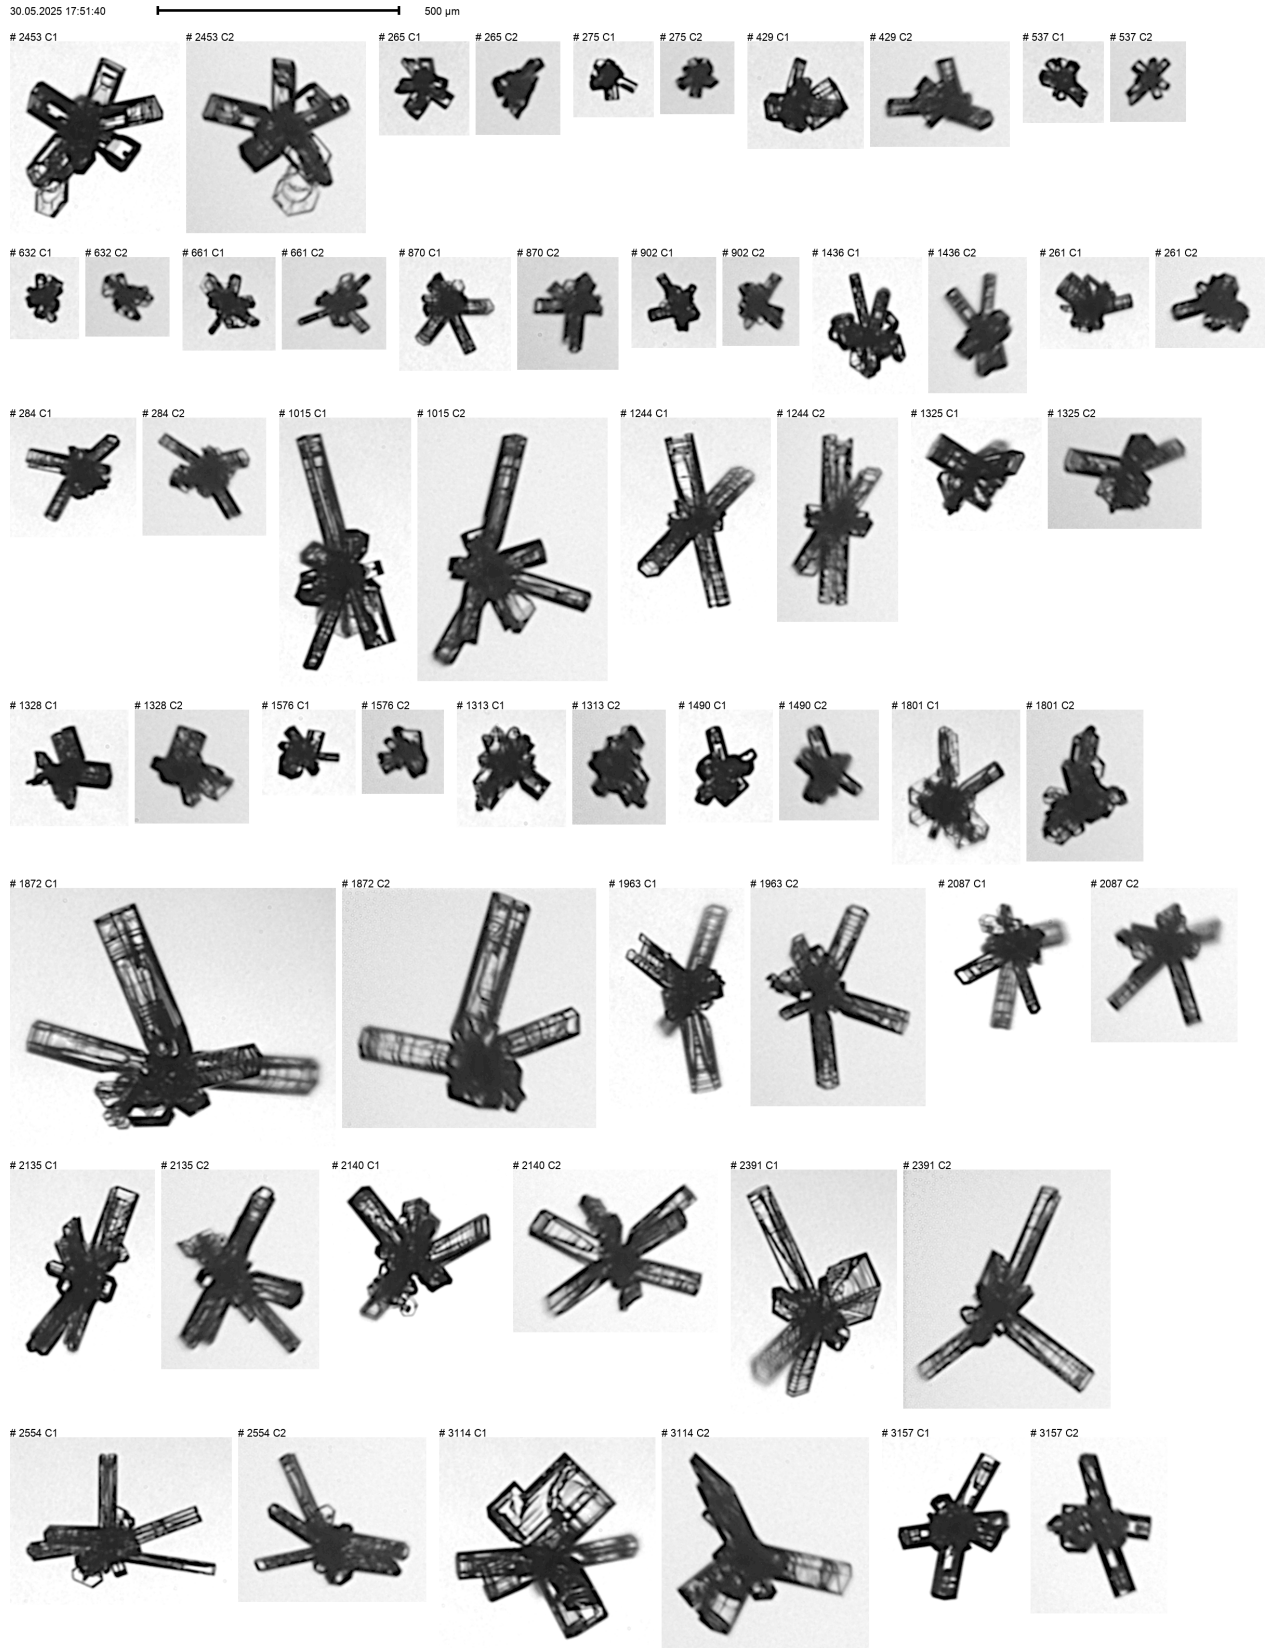 30.05.2025 17:51:40 500 µm
# 2453 C1 # 2453 C2 # 265 C1 # 265 C2 # 275 C1 # 275 C2 # 429 C1 # 429 C2 # 537 C1 # 537 C2
# 632 C1 # 632 C2 # 661 C1 # 661 C2 # 870 C1 # 870 C2 # 902 C1 # 902 C2 # 1436 C1 # 1436 C2 # 261 C1 # 261 C2
# 284 C1 # 284 C2 # 1015 C1 # 1015 C2 # 1244 C1 # 1244 C2 # 1325 C1 # 1325 C2
# 1328 C1 # 1328 C2 # 1576 C1 # 1576 C2 # 1313 C1 # 1313 C2 # 1490 C1 # 1490 C2 # 1801 C1 # 1801 C2
# 1872 C1 # 1872 C2 # 1963 C1 # 1963 C2 # 2087 C1 # 2087 C2
# 2135 C1 # 2135 C2 # 2140 C1 # 2140 C2 # 2391 C1 # 2391 C2
# 2554 C1 # 2554 C2 # 3114 C1 # 3114 C2 # 3157 C1 # 3157 C2